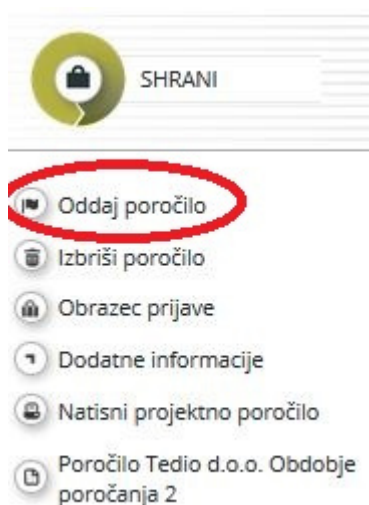 SHRANI
Oddaj poročilo
Izbriši poročilo
Obrazec prijave
Dodatne informacije
Natisni projektno poročilo
Poročilo Tedio d.o.o. Obdobje
poročanja 2